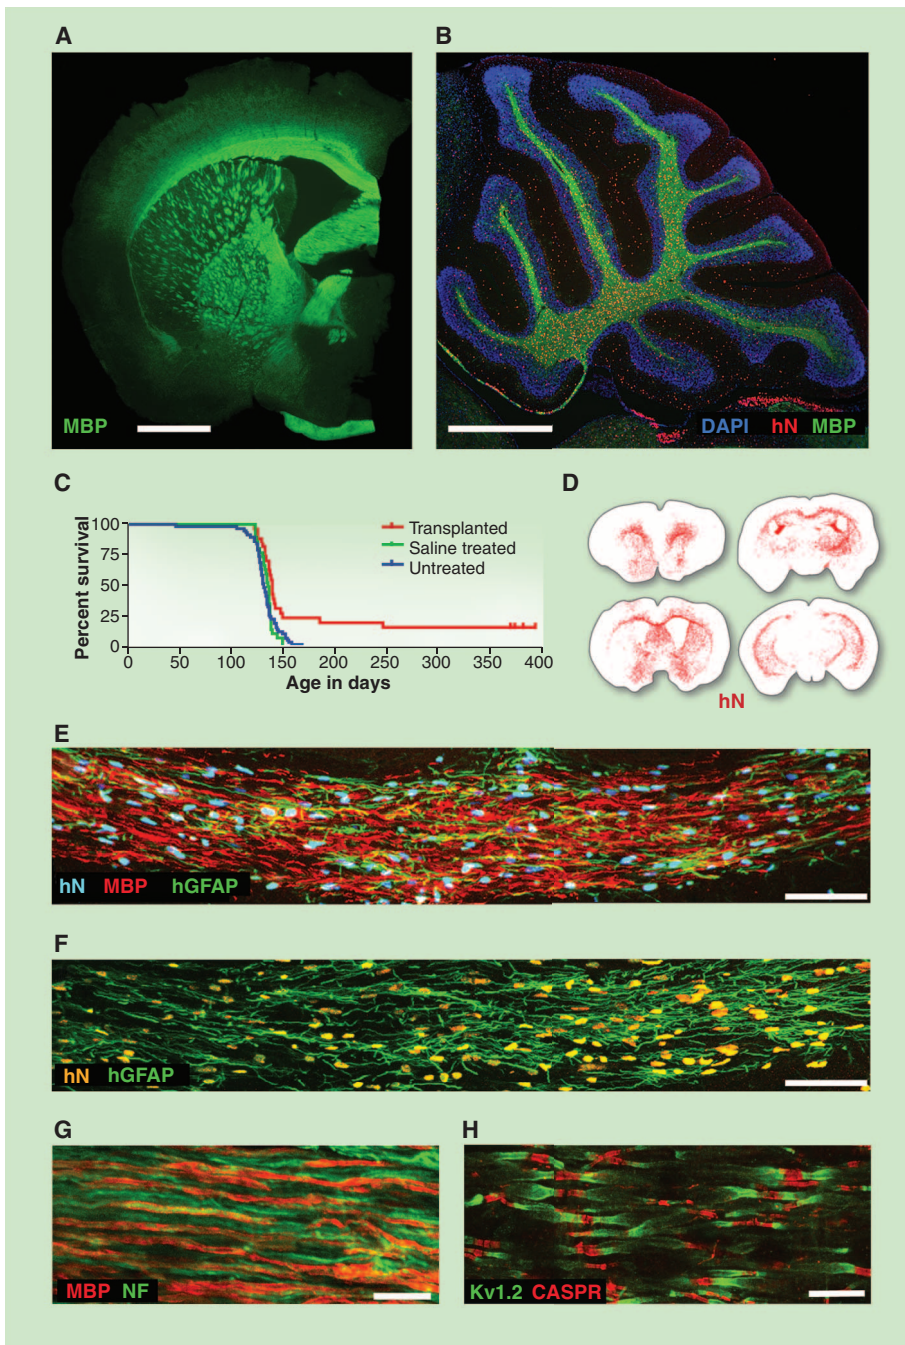 A
B
MBP
DAPI hN MBP
C
D
Percent survival
100
75
50
25
0
Transplanted
Saline treated
Untreated
0 50 100 150 200 250 300 350 400
Age in days
hN
E
hN MBP hGFAP
F
hN hGFAP
G
H
MBP NF
Kv1.2 CASPR